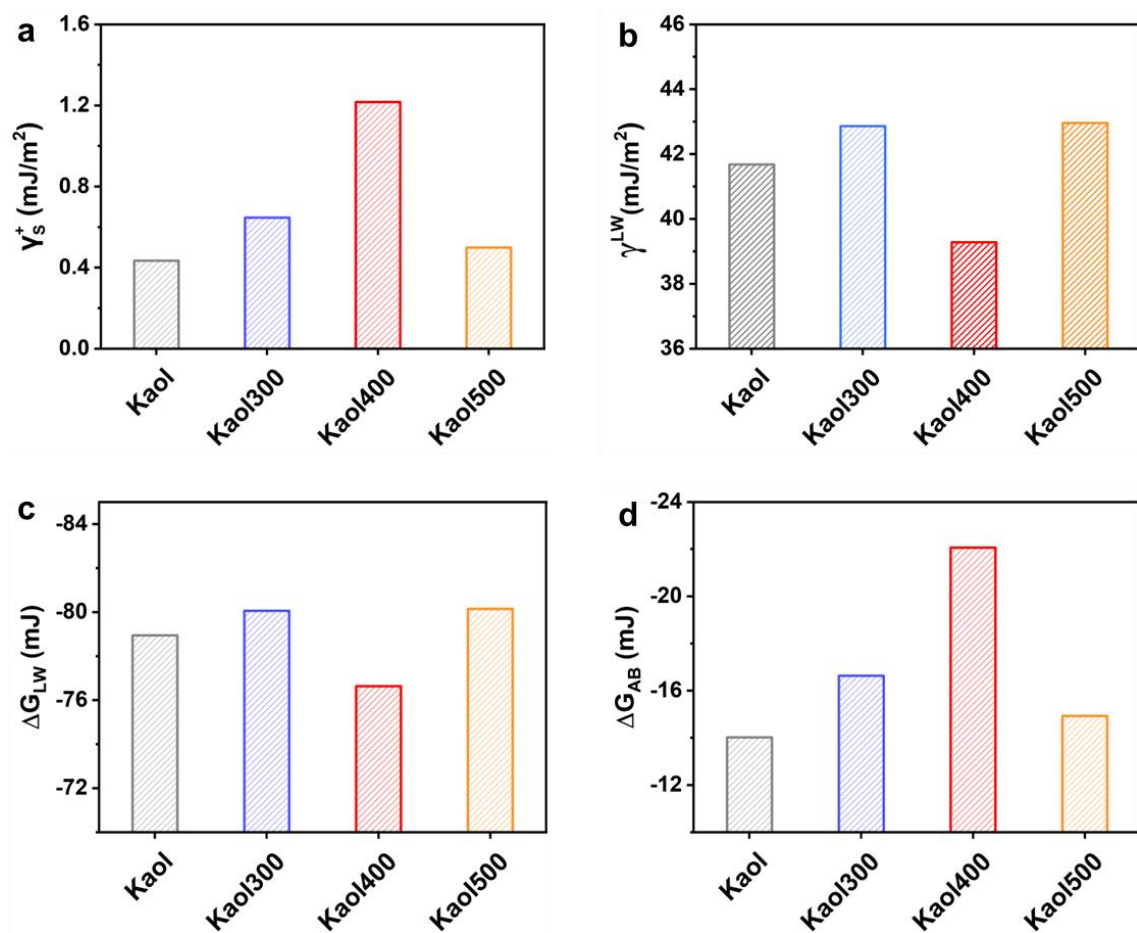 a
γₛ⁺ (mJ/m²)
1.6
1.2
0.8
0.4
0.0
Kaol
Kaol300
Kaol400
Kaol500
b
γᴸᵂ(mJ/m²)
46
44
42
40
38
36
Kaol
Kaol300
Kaol400
Kaol500
c
ΔG_LW (mJ)
-84
-80
-76
-72
Kaol
Kaol300
Kaol400
Kaol500
d
ΔG_AB (mJ)
-24
-20
-16
-12
Kaol
Kaol300
Kaol400
Kaol500